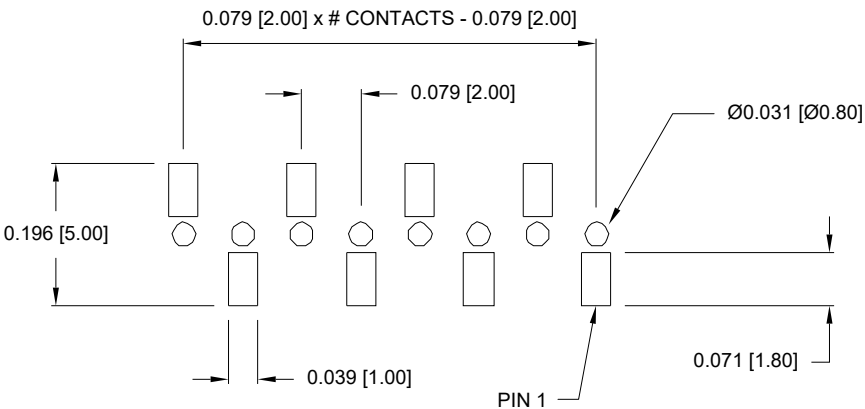 0.079 [2.00] x # CONTACTS - 0.079 [2.00]
0.079 [2.00]
Ø0.031 [Ø0.80]
0.196 [5.00]
0.071 [1.80]
0.039 [1.00]
PIN 1